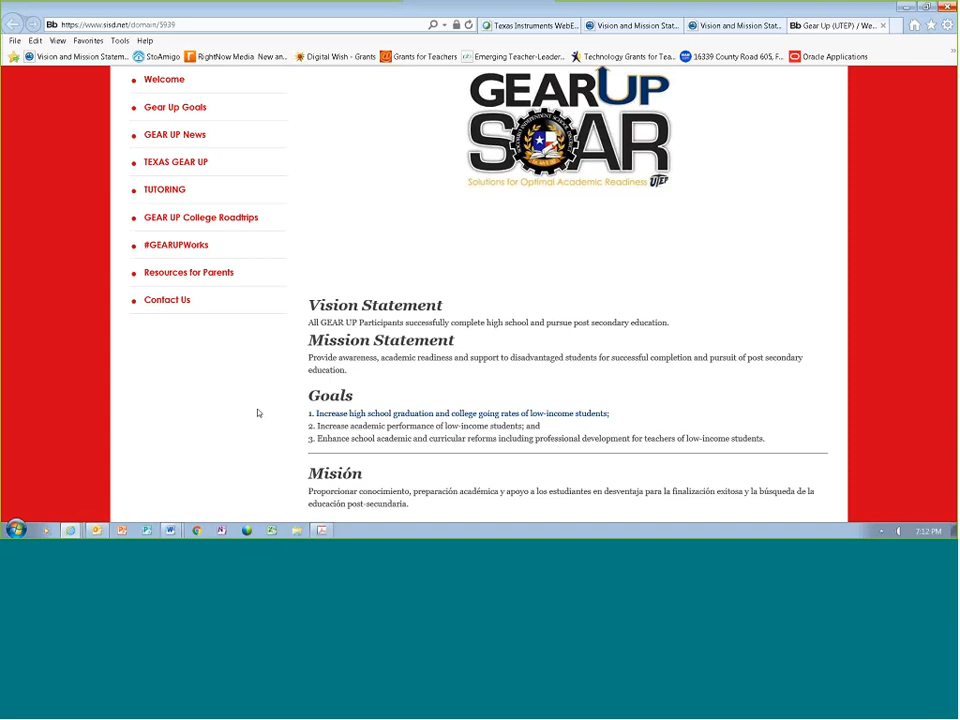 Bb https://www.sisd.net/domain/5939
Texas Instruments WebE...
Vision and Mission Stat...
Vision and Mission Stat...
Bb Gear Up (UTEP) / We...
File Edit View Favorites Tools Help
Vision and Mission Statem...
StoAmigo
RightNow Media New an...
Digital Wish - Grants
Grants for Teachers
Emerging Teacher-Leader...
Technology Grants for Tea...
16339 County Road 605, F...
Oracle Applications
Welcome
Gear Up Goals
GEAR UP News
TEXAS GEAR UP
TUTORING
GEAR UP College Roadtrips
#GEARUPWorks
Resources for Parents
Contact Us
GEARUP
SOAR
Solutions for Optimal Academic Readiness UTEP
Vision Statement
All GEAR UP Participants successfully complete high school and pursue post secondary education.
Mission Statement
Provide awareness, academic readiness and support to disadvantaged students for successful completion and pursuit of post secondary
education.
Goals
1. Increase high school graduation and college going rates of low-income students;
2. Increase academic performance of low-income students; and
3. Enhance school academic and curricular reforms including professional development for teachers of low-income students.
Misión
Proporcionar conocimiento, preparación académica y apoyo a los estudiantes en desventaja para la finalización exitosa y la búsqueda de la
educación post-secundaria.
7:12 PM